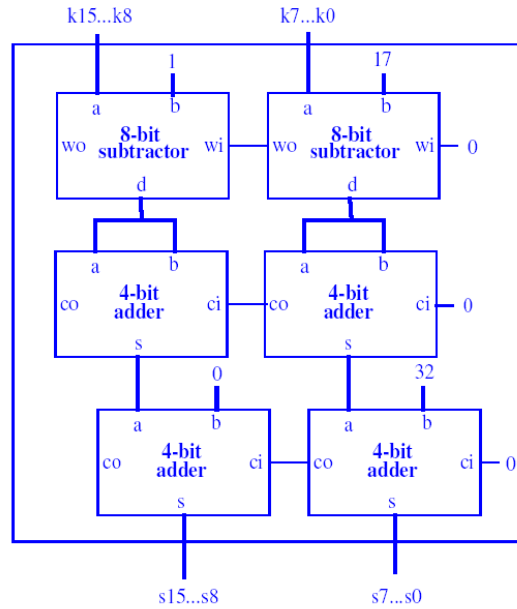 k15...k8 k7...k0
1 17
a b a b
8-bit 8-bit
wo subtractor wi wo subtractor wi 0
d d
a b a b
4-bit 4-bit
co adder ci co adder ci 0
s s
0 32
a b a b
4-bit 4-bit
co adder ci co adder ci 0
s s
s15...s8 s7...s0